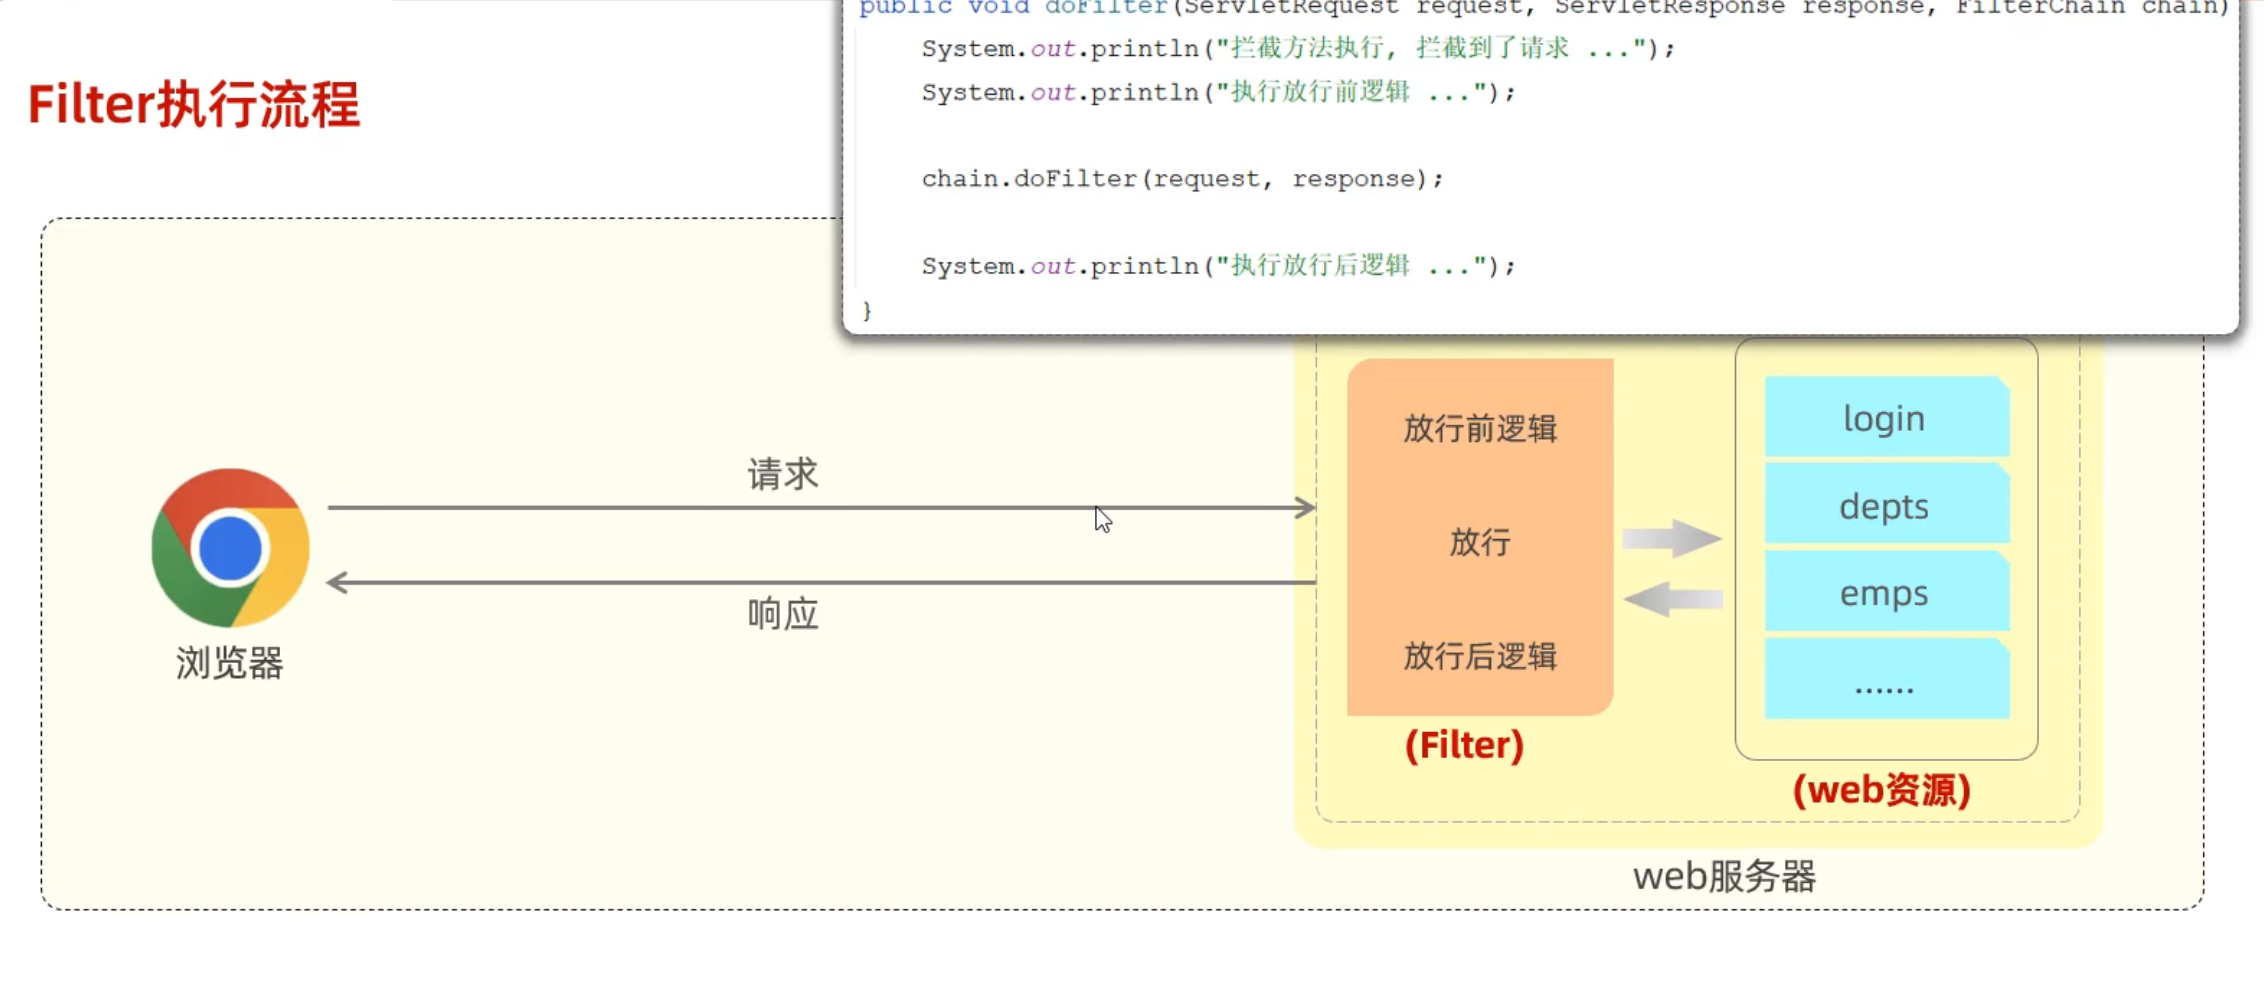 public void doFilter(ServletRequest request, ServletResponse response, FilterChain chain)
System.out.println("拦截方法执行, 拦截到了请求 ...");
System.out.println("执行放行前逻辑 ...");
chain.doFilter(request, response);
System.out.println("执行放行后逻辑 ...");
}
Filter执行流程
请求
响应
浏览器
放行前逻辑
放行
放行后逻辑
(Filter)
login
depts
emps
......
(web资源)
web服务器